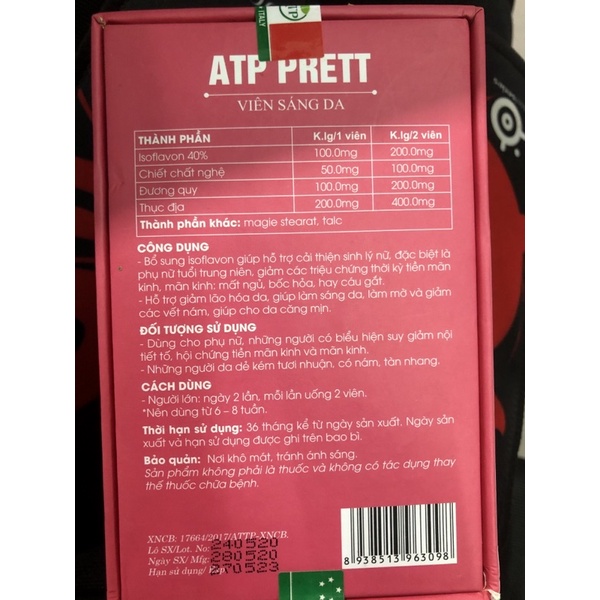 ITALY
ATP PRETT
VIÊN SÁNG DA
THÀNH PHẦN K.lg/1 viên K.lg/2 viên
Isoflavon 40% 100.0mg 200.0mg
Chiết chất nghệ 50.0mg 100.0mg
Đương quy 100.0mg 200.0mg
Thục địa 200.0mg 400.0mg
Thành phần khác: magie stearat, talc
CÔNG DỤNG
- Bổ sung isoflavon giúp hỗ trợ cải thiện sinh lý nữ, đặc biệt là
phụ nữ tuổi trung niên, giảm các triệu chứng thời kỳ tiền mãn
kinh, mãn kinh: mất ngủ, bốc hỏa, hay cáu gắt.
- Hỗ trợ giảm lão hóa da, giúp làm sáng da, làm mờ và giảm
các vết nám, giúp cho da căng mịn.
ĐỐI TƯỢNG SỬ DỤNG
- Dùng cho phụ nữ, những người có biểu hiện suy giảm nội
tiết tố, hội chứng tiền mãn kinh và mãn kinh.
- Những người da dẻ kém tươi nhuận, có nám, tàn nhang.
CÁCH DÙNG
- Người lớn: ngày 2 lần, mỗi lần uống 2 viên.
*Nên dùng từ 6 – 8 tuần.
Thời hạn sử dụng: 36 tháng kể từ ngày sản xuất. Ngày sản
xuất và hạn sử dụng được ghi trên bao bì.
Bảo quản: Nơi khô mát, tránh ánh sáng.
Sản phẩm không phải là thuốc và không có tác dụng thay
thế thuốc chữa bệnh.
XNCB: 17664/2017/ATTP-XNCB.
Lô SX/Lot. No: 240520
Ngày SX/ Mfg: 280520
Hạn sử dụng/ Exp: 270523
8 938513 963098